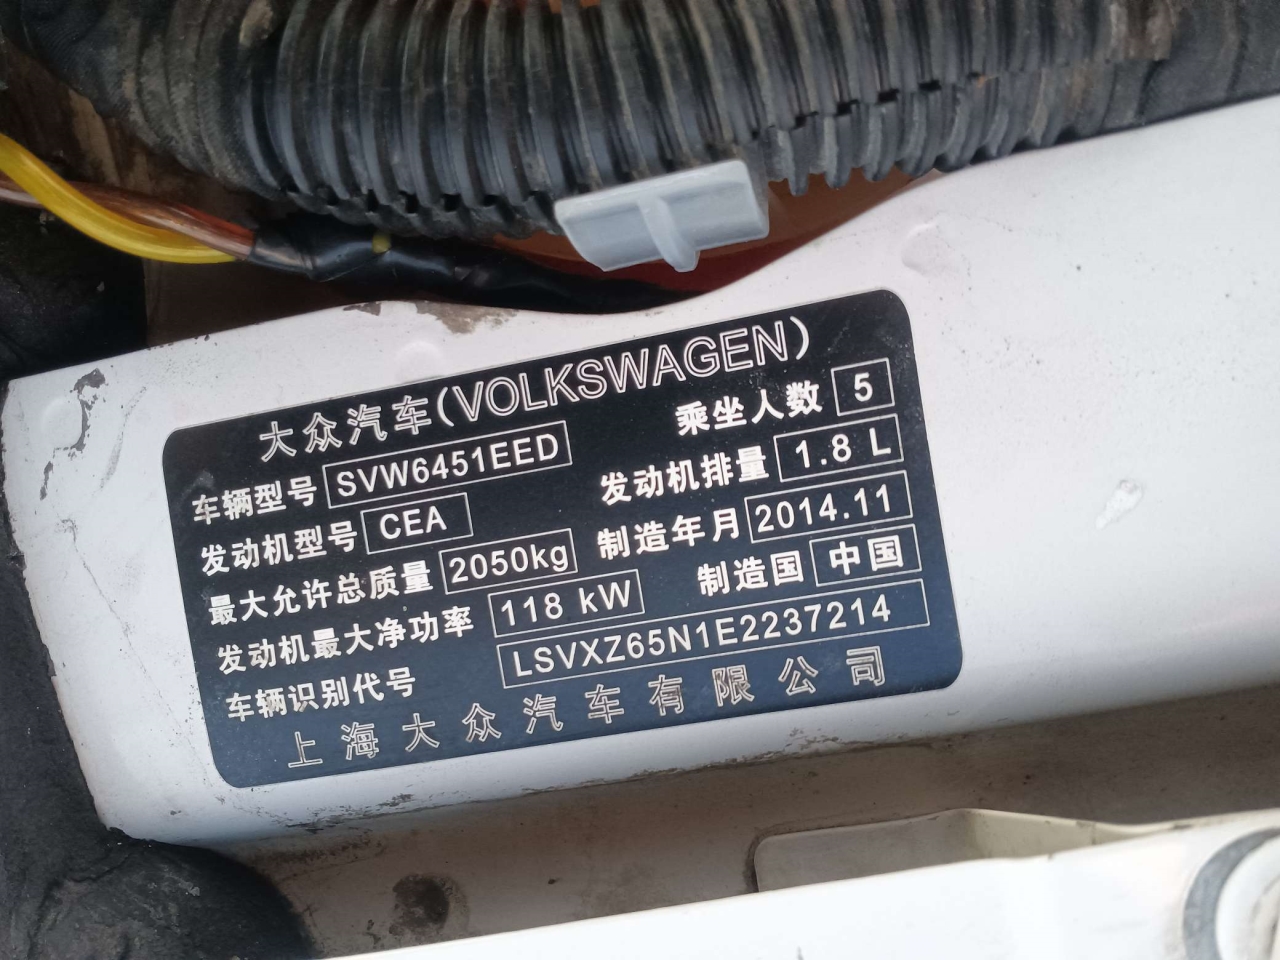 大众汽车(VOLKSWAGEN)
乘坐人数 5
车辆型号 SVW6451EED
发动机排量 1.8 L
发动机型号 CEA
制造年月 2014.11
最大允许总质量 2050kg
制造国 中国
发动机最大净功率 118 kW
车辆识别代号 LSVXZ65N1E2237214
上海大众汽车有限公司